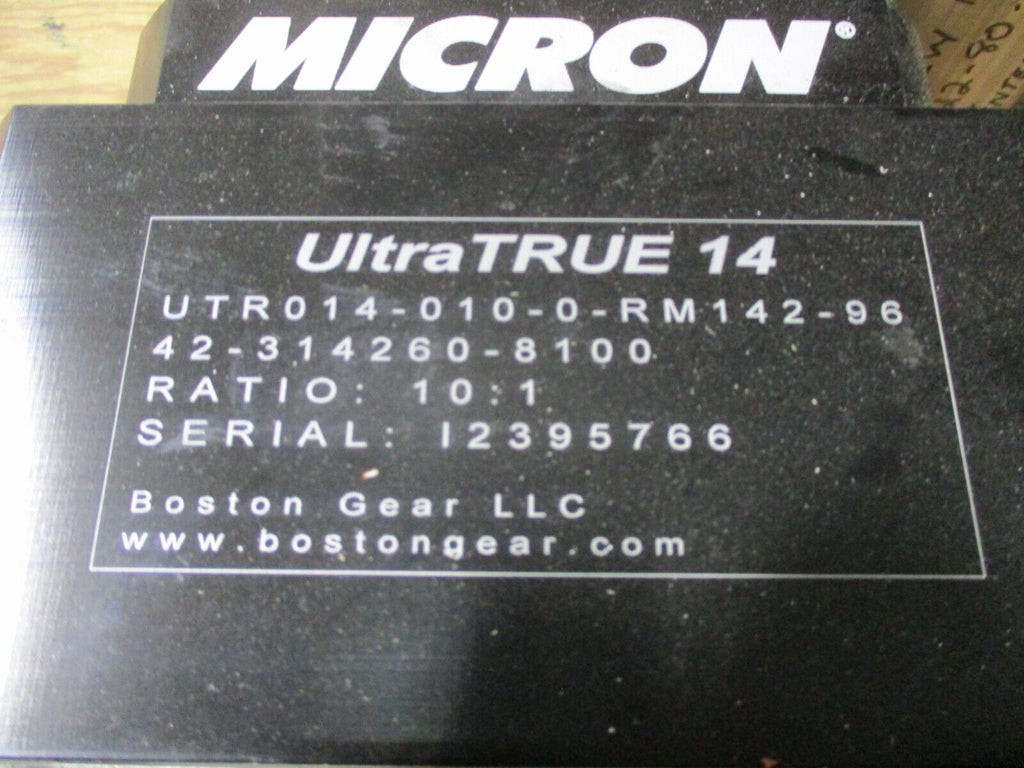 MICRON®
UltraTRUE 14
UTR014-010-0-RM142-96
42-314260-8100
RATIO: 10:1
SERIAL: I2395766
Boston Gear LLC
www.bostongear.com